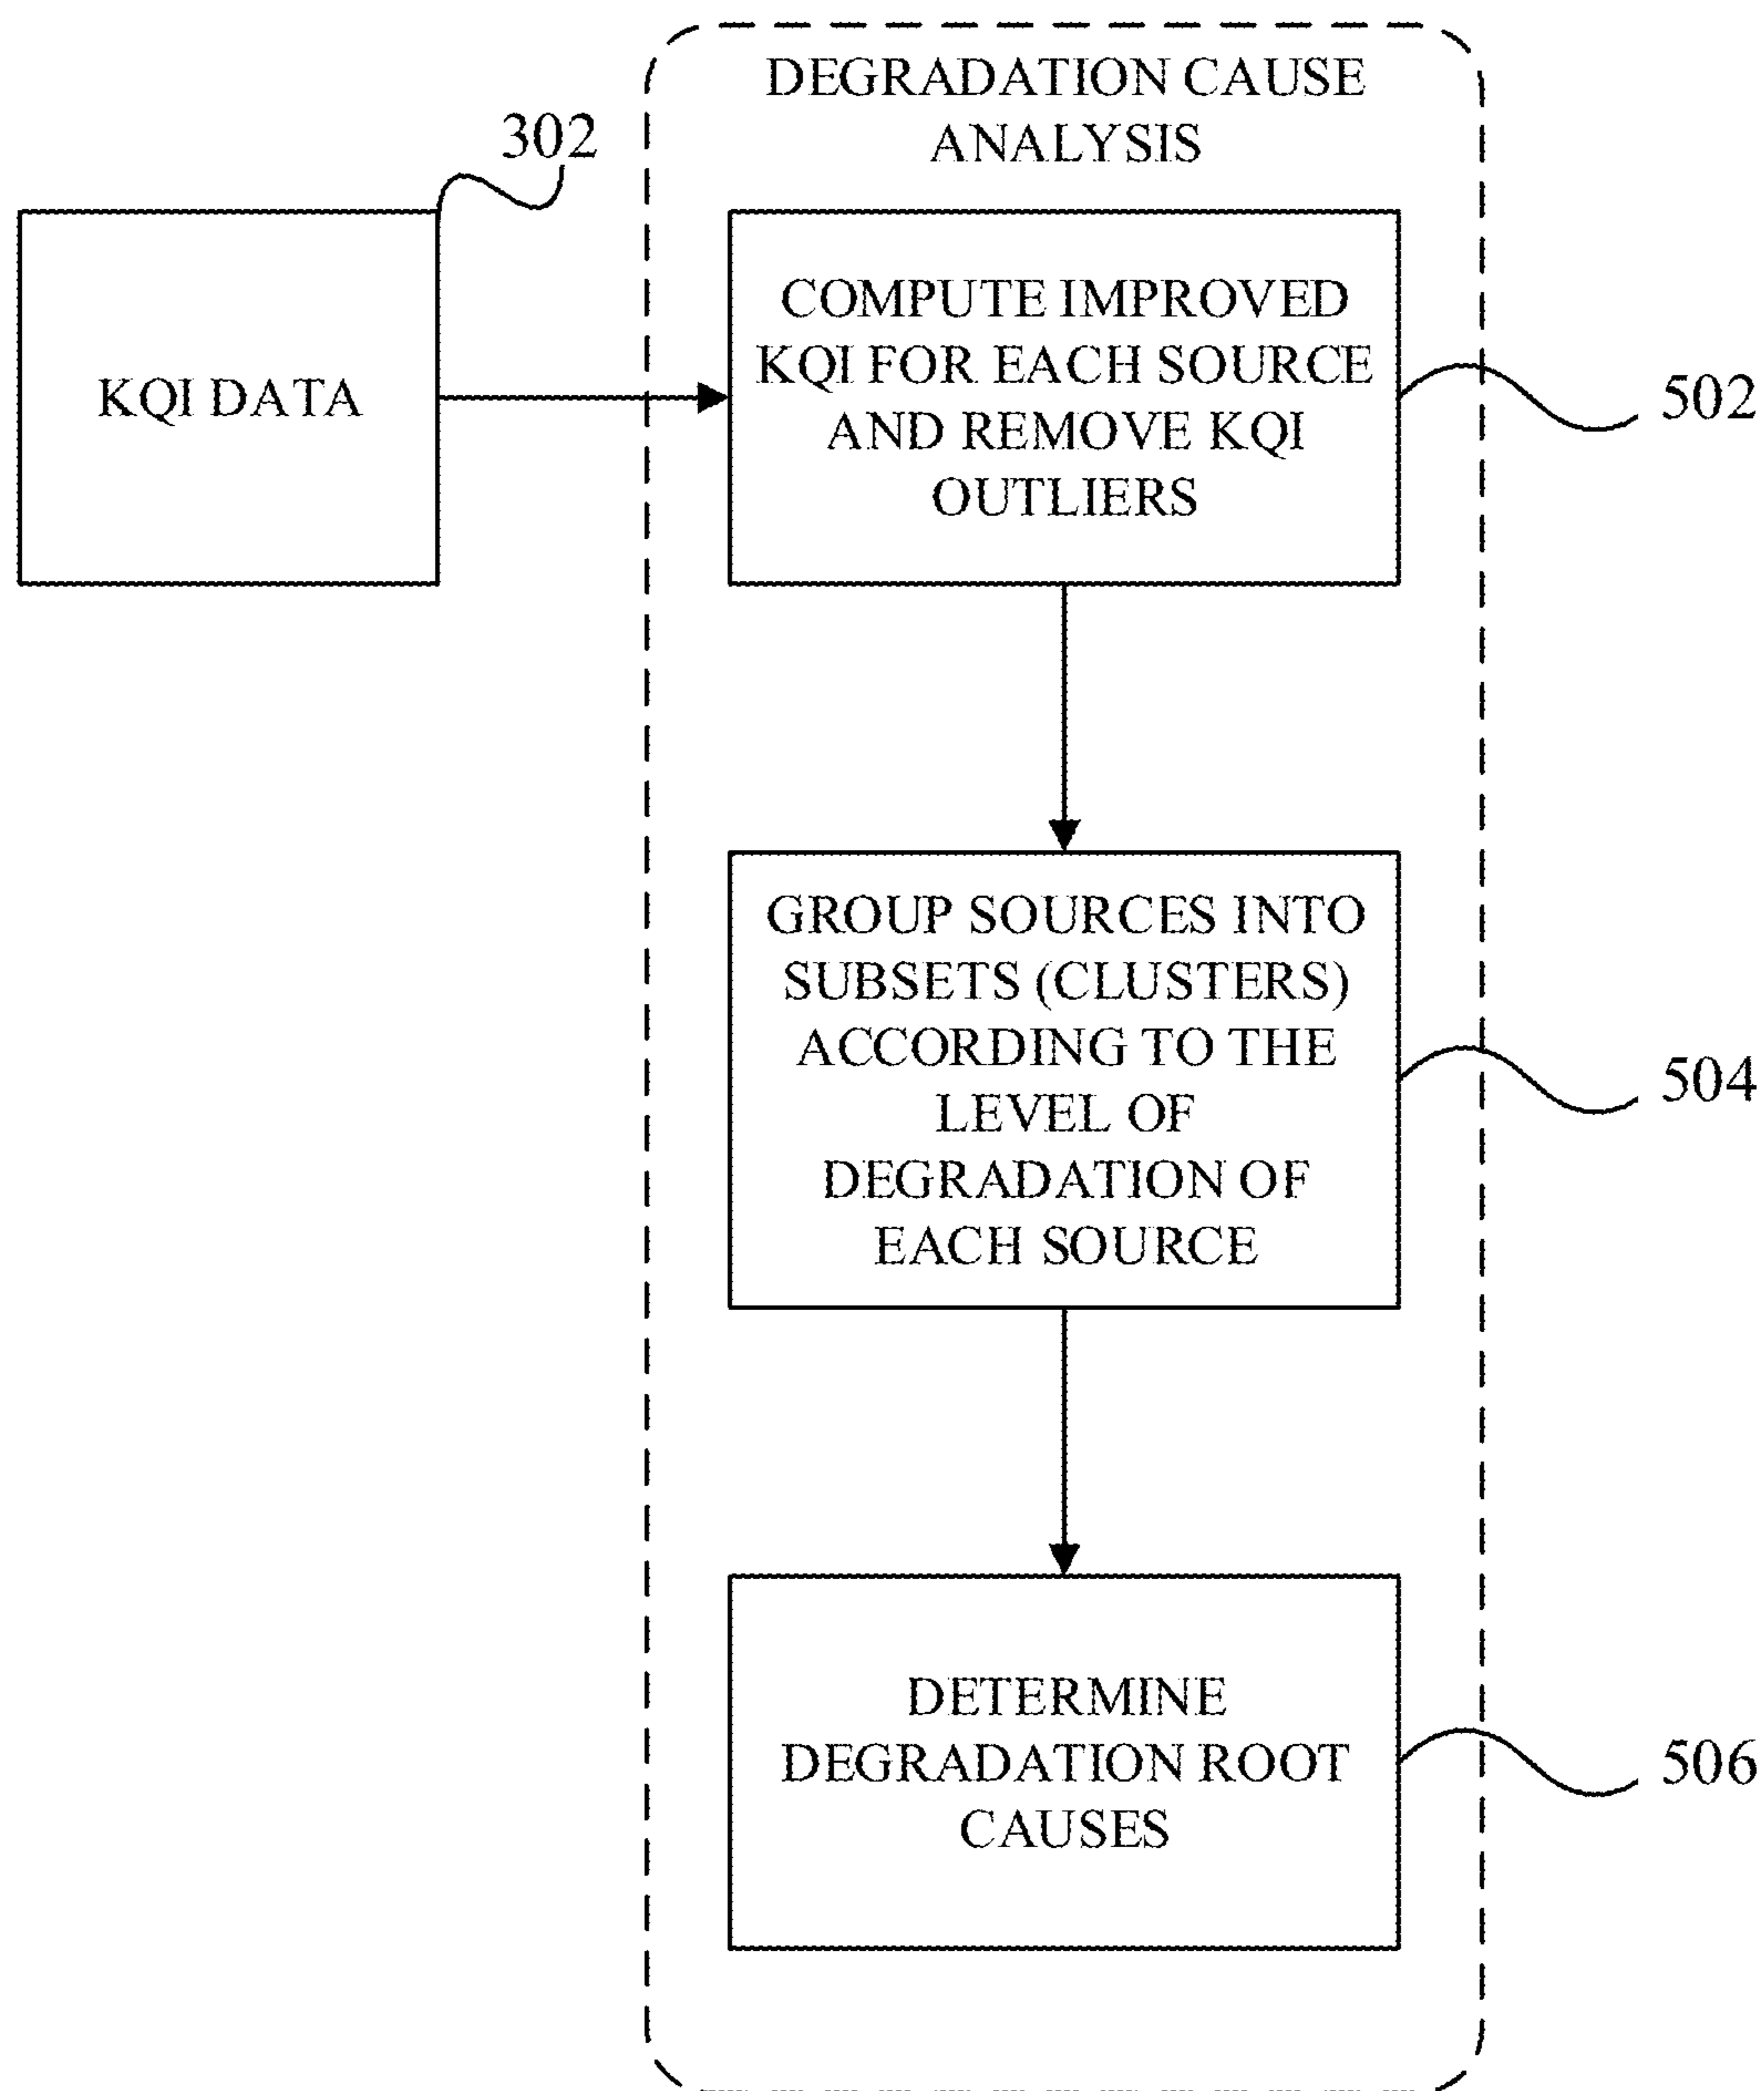 DEGRADATION CAUSE
ANALYSIS
302
KQI DATA
COMPUTE IMPROVED
KQI FOR EACH SOURCE
AND REMOVE KQI
OUTLIERS
502
GROUP SOURCES INTO
SUBSETS (CLUSTERS)
ACCORDING TO THE
LEVEL OF
DEGRADATION OF
EACH SOURCE
504
DETERMINE
DEGRADATION ROOT
CAUSES
506